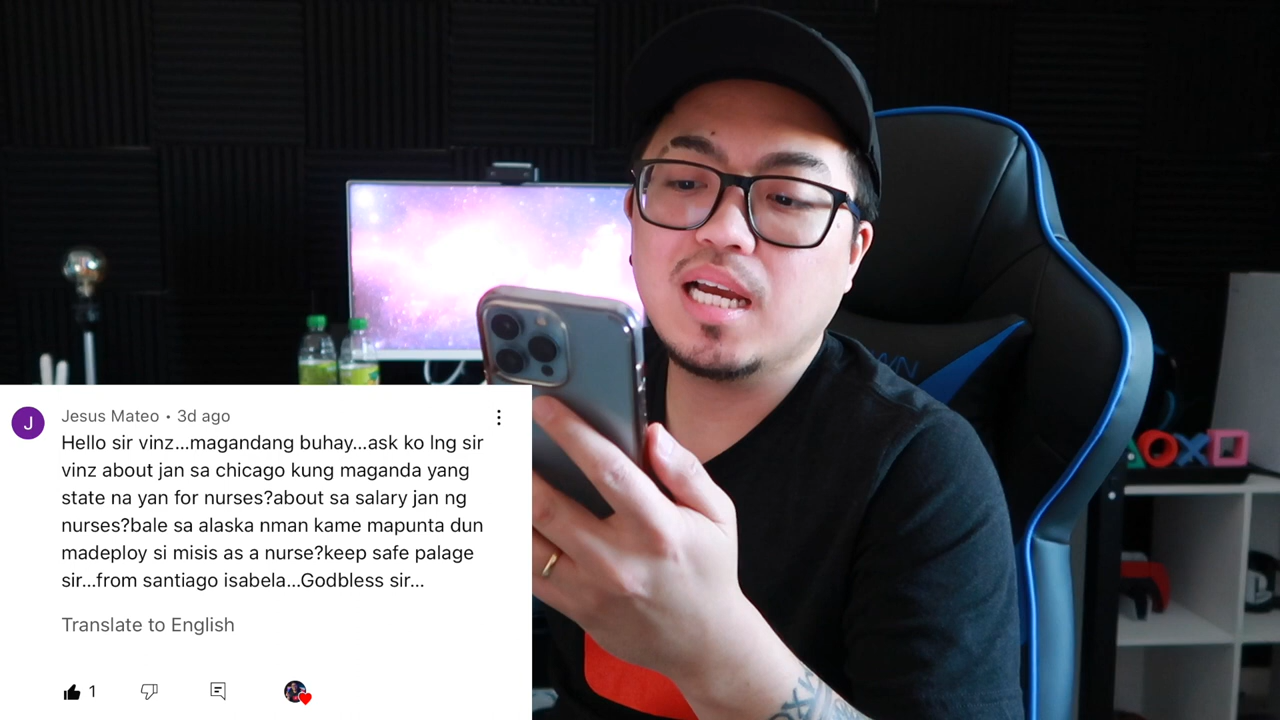 J
Jesus Mateo • 3d ago
Hello sir vinz...magandang buhay...ask ko lng sir
vinz about jan sa chicago kung maganda yang
state na yan for nurses?about sa salary jan ng
nurses?bale sa alaska nman kame mapunta dun
madeploy si misis as a nurse?keep safe palage
sir...from santiago isabela...Godbless sir...
Translate to English
1